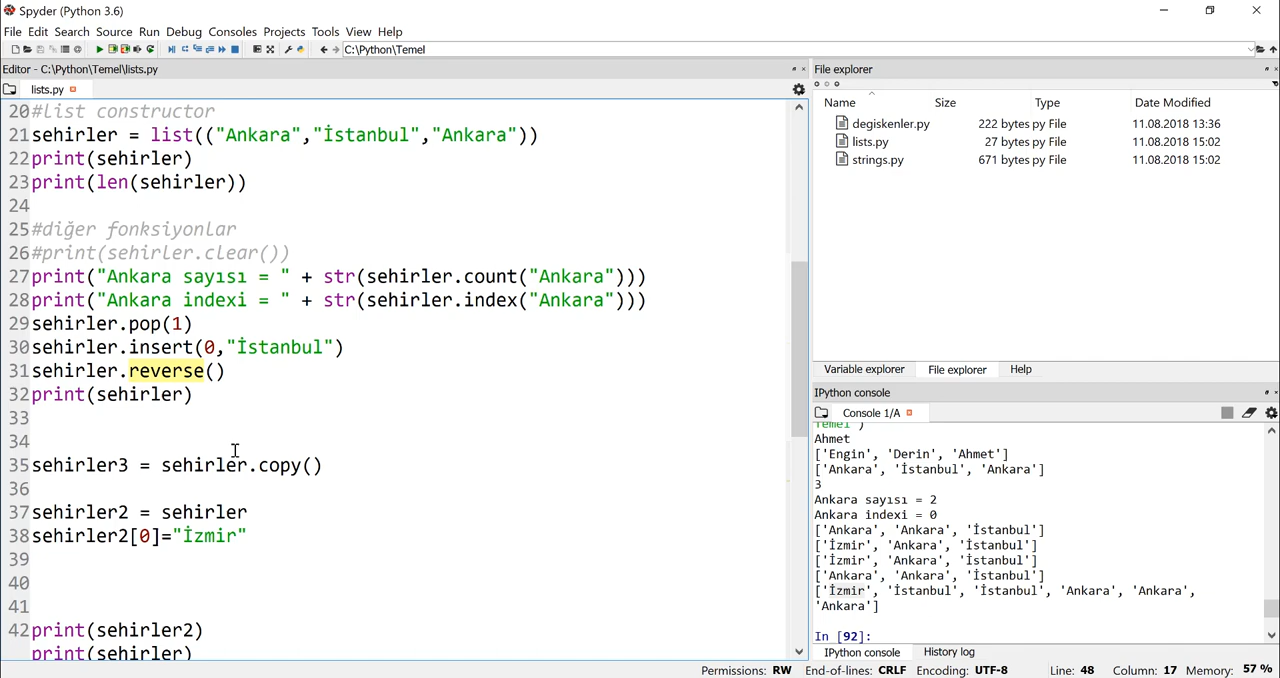 Spyder (Python 3.6)
File Edit Search Source Run Debug Consoles Projects Tools View Help
C:\Python\Temel
Editor - C:\Python\Temel\lists.py
lists.py
20 #list constructor
21 sehirler = list(("Ankara","İstanbul","Ankara"))
22 print(sehirler)
23 print(len(sehirler))
24
25 #diğer fonksiyonlar
26 #print(sehirler.clear())
27 print("Ankara sayısı = " + str(sehirler.count("Ankara")))
28 print("Ankara indexi = " + str(sehirler.index("Ankara")))
29 sehirler.pop(1)
30 sehirler.insert(0,"İstanbul")
31 sehirler.reverse()
32 print(sehirler)
33
34
35 sehirler3 = sehirler.copy()
36
37 sehirler2 = sehirler
38 sehirler2[0]="İzmir"
39
40
41
42 print(sehirler2)
print(sehirler)
File explorer
Name Size Type Date Modified
degiskenler.py 222 bytes py File 11.08.2018 13:36
lists.py 27 bytes py File 11.08.2018 15:02
strings.py 671 bytes py File 11.08.2018 15:02
Variable explorer File explorer Help
IPython console
Console 1/A
Temel')
Ahmet
['Engin', 'Derin', 'Ahmet']
['Ankara', 'İstanbul', 'Ankara']
3
Ankara sayısı = 2
Ankara indexi = 0
['Ankara', 'Ankara', 'İstanbul']
['İzmir', 'Ankara', 'İstanbul']
['İzmir', 'Ankara', 'İstanbul']
['Ankara', 'Ankara', 'İstanbul']
['İzmir', 'İstanbul', 'İstanbul', 'Ankara', 'Ankara',
'Ankara']
In [92]:
IPython console History log
Permissions: RW End-of-lines: CRLF Encoding: UTF-8 Line: 48 Column: 17 Memory: 57 %